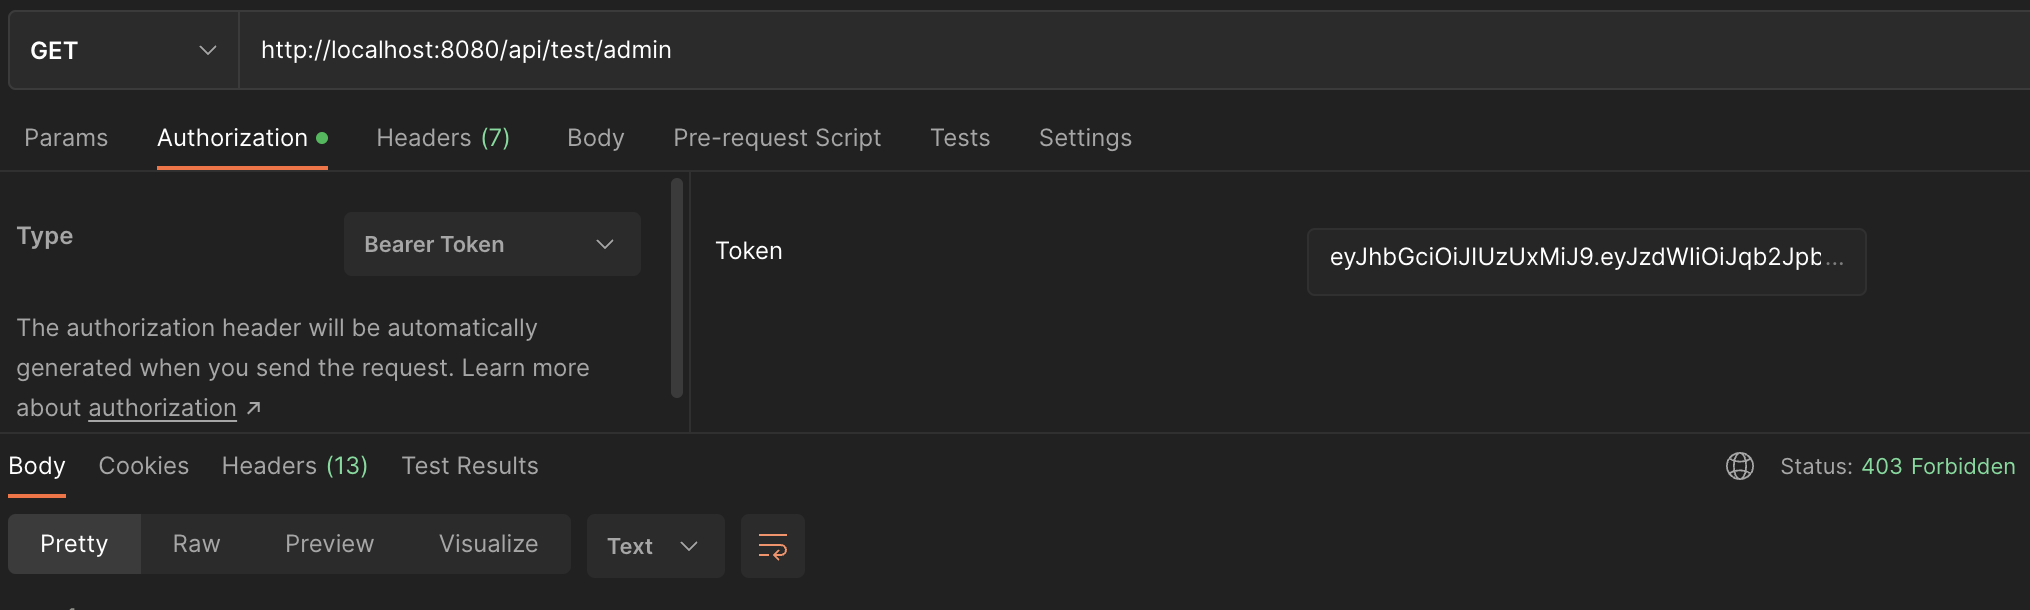 GET
http://localhost:8080/api/test/admin
Params Authorization Headers (7) Body Pre-request Script Tests Settings
Type
Bearer Token
Token
eyJhbGciOiJIUzUxMiJ9.eyJzdWIiOiJqb2Jpb...
The authorization header will be automatically
generated when you send the request. Learn more
about authorization ↗
Body Cookies Headers (13) Test Results
Status: 403 Forbidden
Pretty Raw Preview Visualize Text